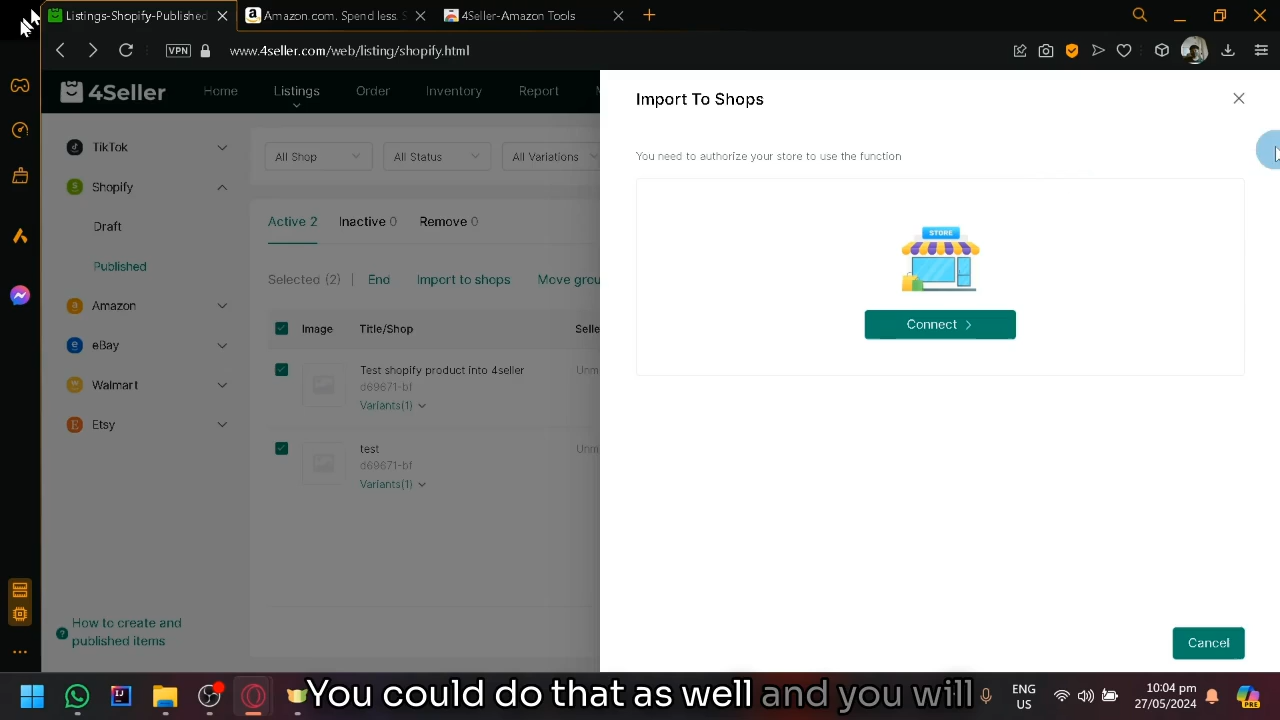 Listings-Shopify-Published
Amazon.com. Spend less. S
4Seller-Amazon Tools
VPN
www.4seller.com/web/listing/shopify.html
4Seller
Home
Listings
Order
Inventory
Report
Import To Shops
You need to authorize your store to use the function
STORE
Connect
Cancel
TikTok
Shopify
Draft
Published
Amazon
eBay
Walmart
Etsy
How to create and
published items
All Shop
All Status
All Variations
Active 2
Inactive 0
Remove 0
Selected (2)
End
Import to shops
Move grou
Image
Title/Shop
Selle
Test shopify product into 4seller
Unm
d69671-bf
Variants(1)
test
Unm
d69671-bf
Variants(1)
You could do that as well and you will
ENG
US
10:04 pm
27/05/2024
PRE